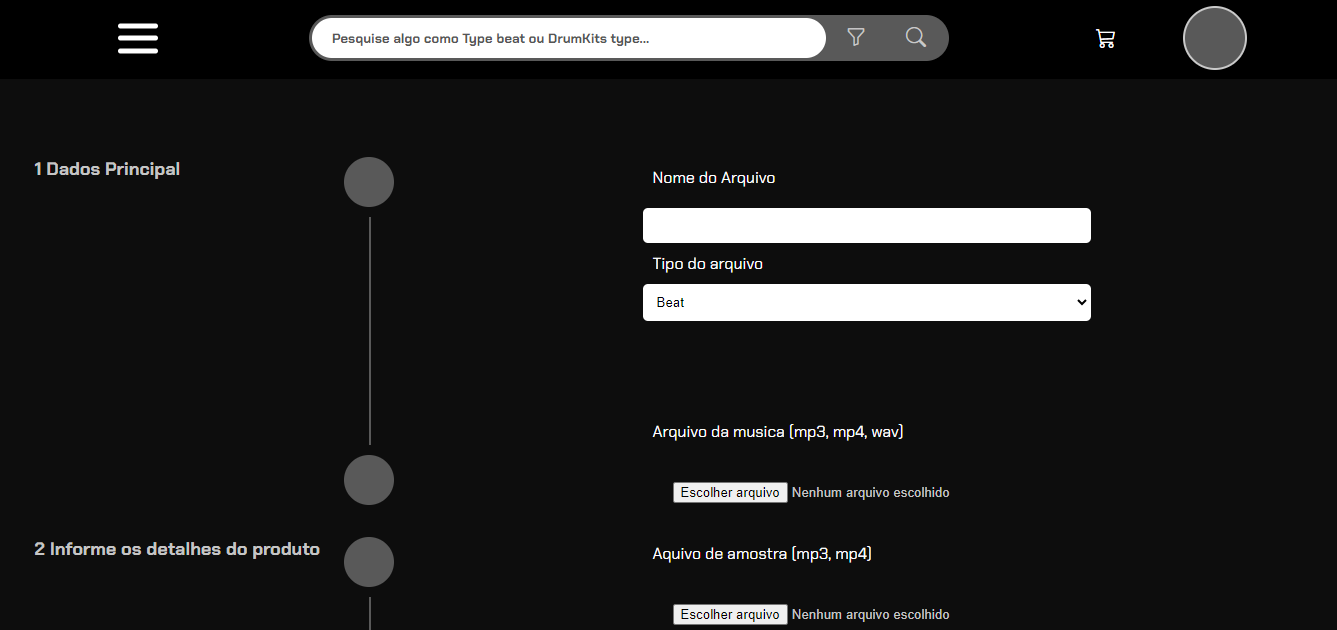 Pesquise algo como Type beat ou DrumKits type...
1 Dados Principal
Nome do Arquivo
Tipo do arquivo
Beat
Arquivo da musica (mp3, mp4, wav)
Escolher arquivo Nenhum arquivo escolhido
2 Informe os detalhes do produto
Aquivo de amostra (mp3, mp4)
Escolher arquivo Nenhum arquivo escolhido